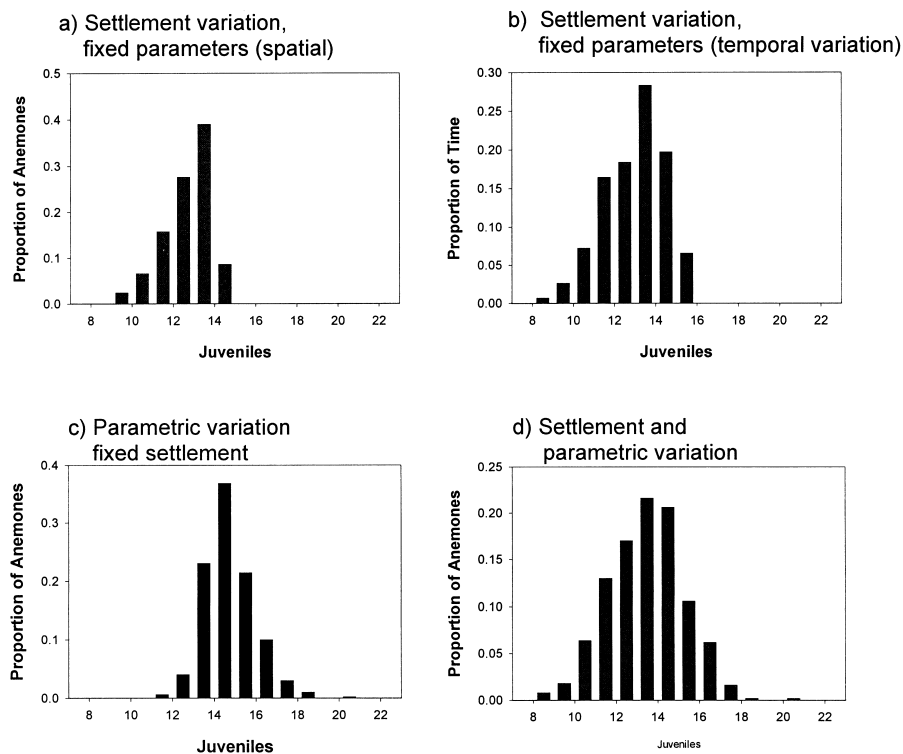 a) Settlement variation,
fixed parameters (spatial)
0.5
0.4
0.3
0.2
0.1
0.0
Proportion of Anemones
8 10 12 14 16 18 20 22
Juveniles
b) Settlement variation,
fixed parameters (temporal variation)
0.30
0.25
0.20
0.15
0.10
0.05
0.00
Proportion of Time
8 10 12 14 16 18 20 22
Juveniles
c) Parametric variation
fixed settlement
0.4
0.3
0.2
0.1
0.0
Proportion of Anemones
8 10 12 14 16 18 20 22
Juveniles
d) Settlement and
parametric variation
0.25
0.20
0.15
0.10
0.05
0.00
Proportion of Anemones
8 10 12 14 16 18 20 22
Juveniles